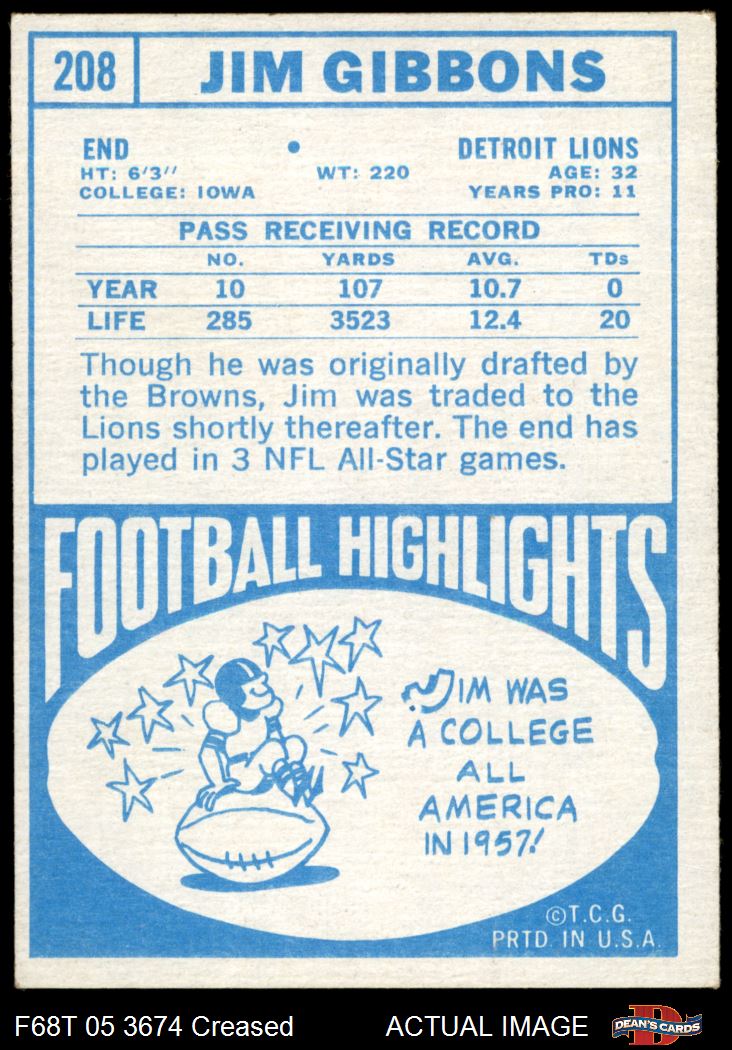 208 JIM GIBBONS
END • DETROIT LIONS
HT: 6'3" WT: 220 AGE: 32
COLLEGE: IOWA YEARS PRO: 11
PASS RECEIVING RECORD
NO. YARDS AVG. TDs
YEAR 10 107 10.7 0
LIFE 285 3523 12.4 20
Though he was originally drafted by
the Browns, Jim was traded to the
Lions shortly thereafter. The end has
played in 3 NFL All-Star games.
FOOTBALL HIGHLIGHTS
JIM WAS
A COLLEGE
ALL
AMERICA
IN 1957!
©T.C.G.
PRTD. IN U.S.A.
F68T 05 3674 Creased ACTUAL IMAGE D DEAN'S CARDS